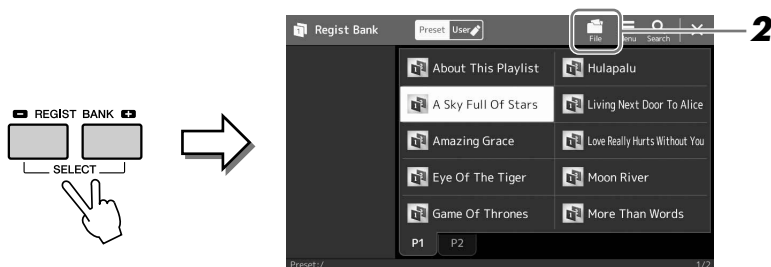 Regist Bank
Preset User
File Menu Search
2
About This Playlist
Hulapalu
A Sky Full Of Stars
Living Next Door To Alice
Amazing Grace
Love Really Hurts Without You
Eye Of The Tiger
Moon River
Game Of Thrones
More Than Words
P1 P2
Preset:/ 1/2
- REGIST BANK +
SELECT